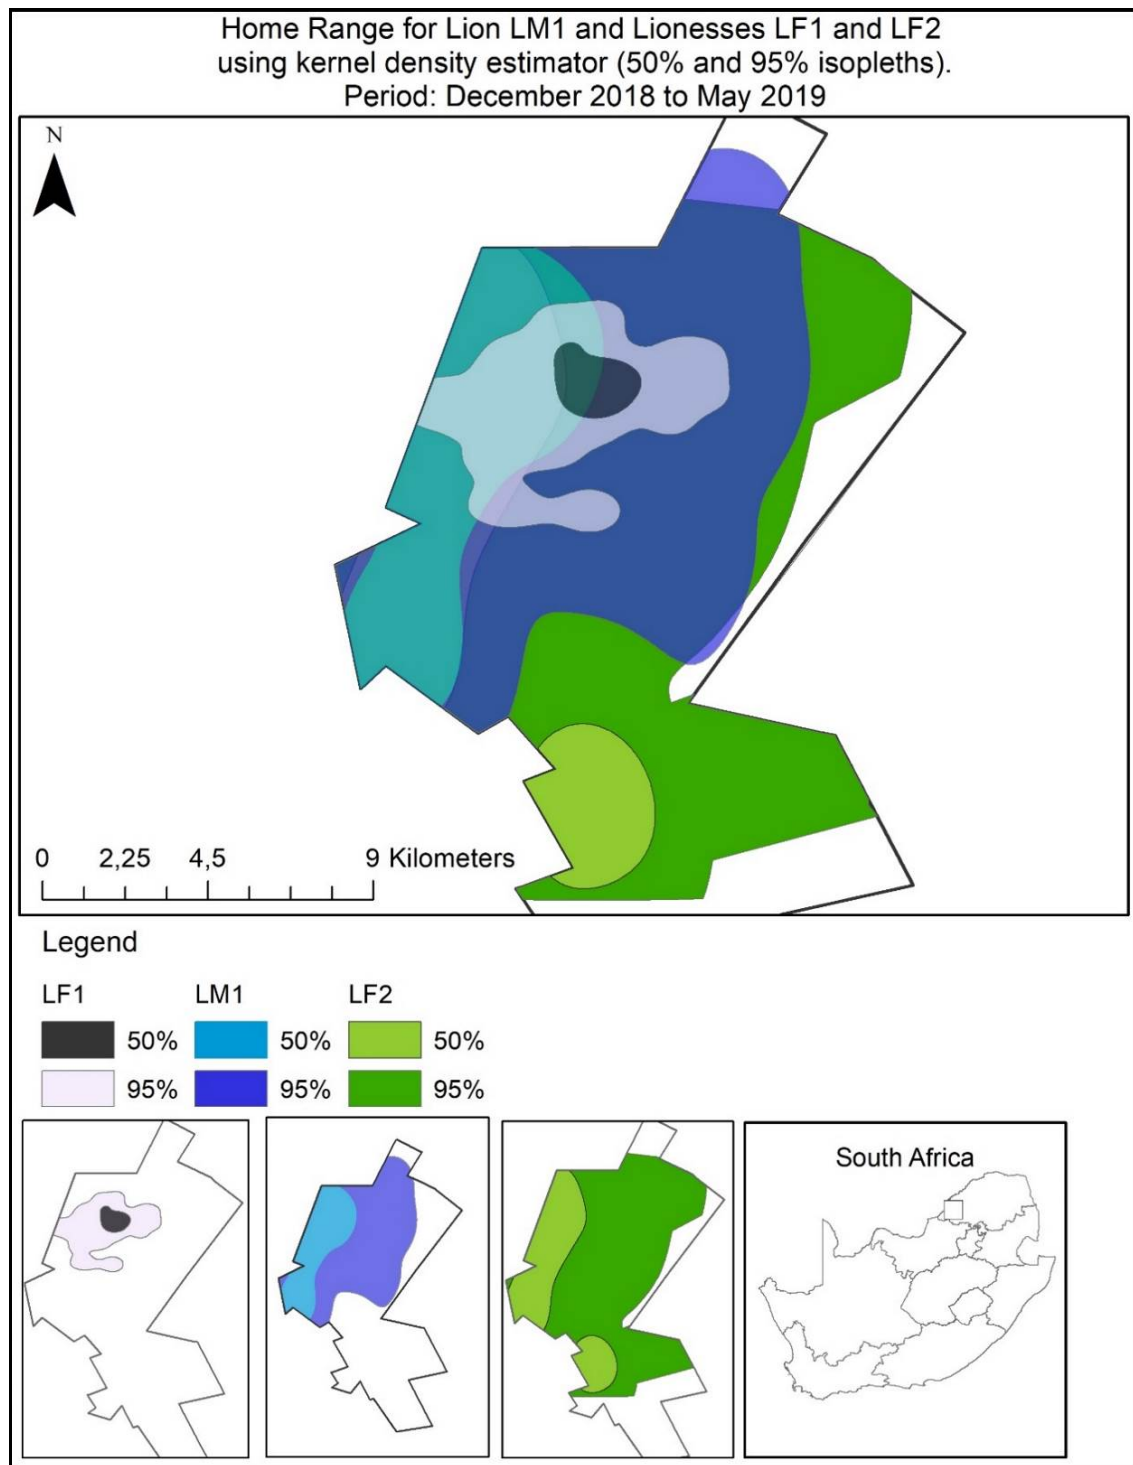 Home Range for Lion LM1 and Lionesses LF1 and LF2
using kernel density estimator (50% and 95% isopleths).
Period: December 2018 to May 2019
N
0 2,25 4,5 9 Kilometers
Legend
LF1 LM1 LF2
50% 50% 50%
95% 95% 95%
South Africa